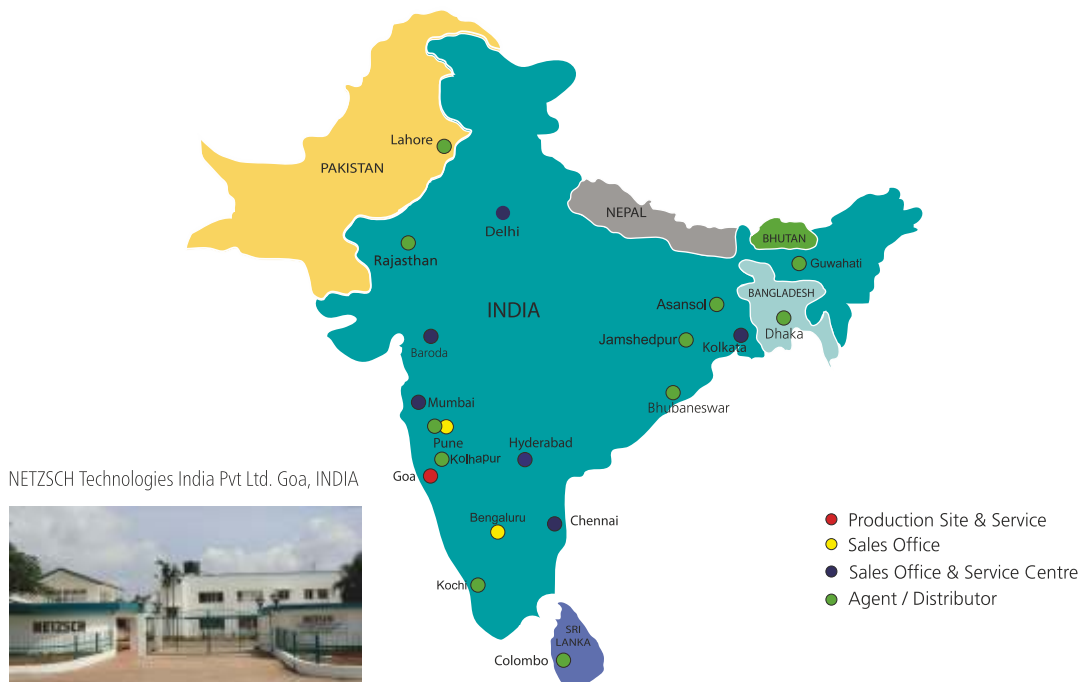 Lahore
PAKISTAN
NEPAL
Delhi
BHUTAN
Rajasthan
Guwahati
BANGLADESH
INDIA
Asansol
Dhaka
Jamshedpur
Kolkata
Baroda
Mumbai
Bhubaneswar
Pune
Hyderabad
Kolhapur
Goa
NETZSCH Technologies India Pvt Ltd. Goa, INDIA
NETZSCH
Bengaluru
Chennai
Production Site & Service
Sales Office
Sales Office & Service Centre
Agent / Distributor
Kochi
SRI
LANKA
Colombo